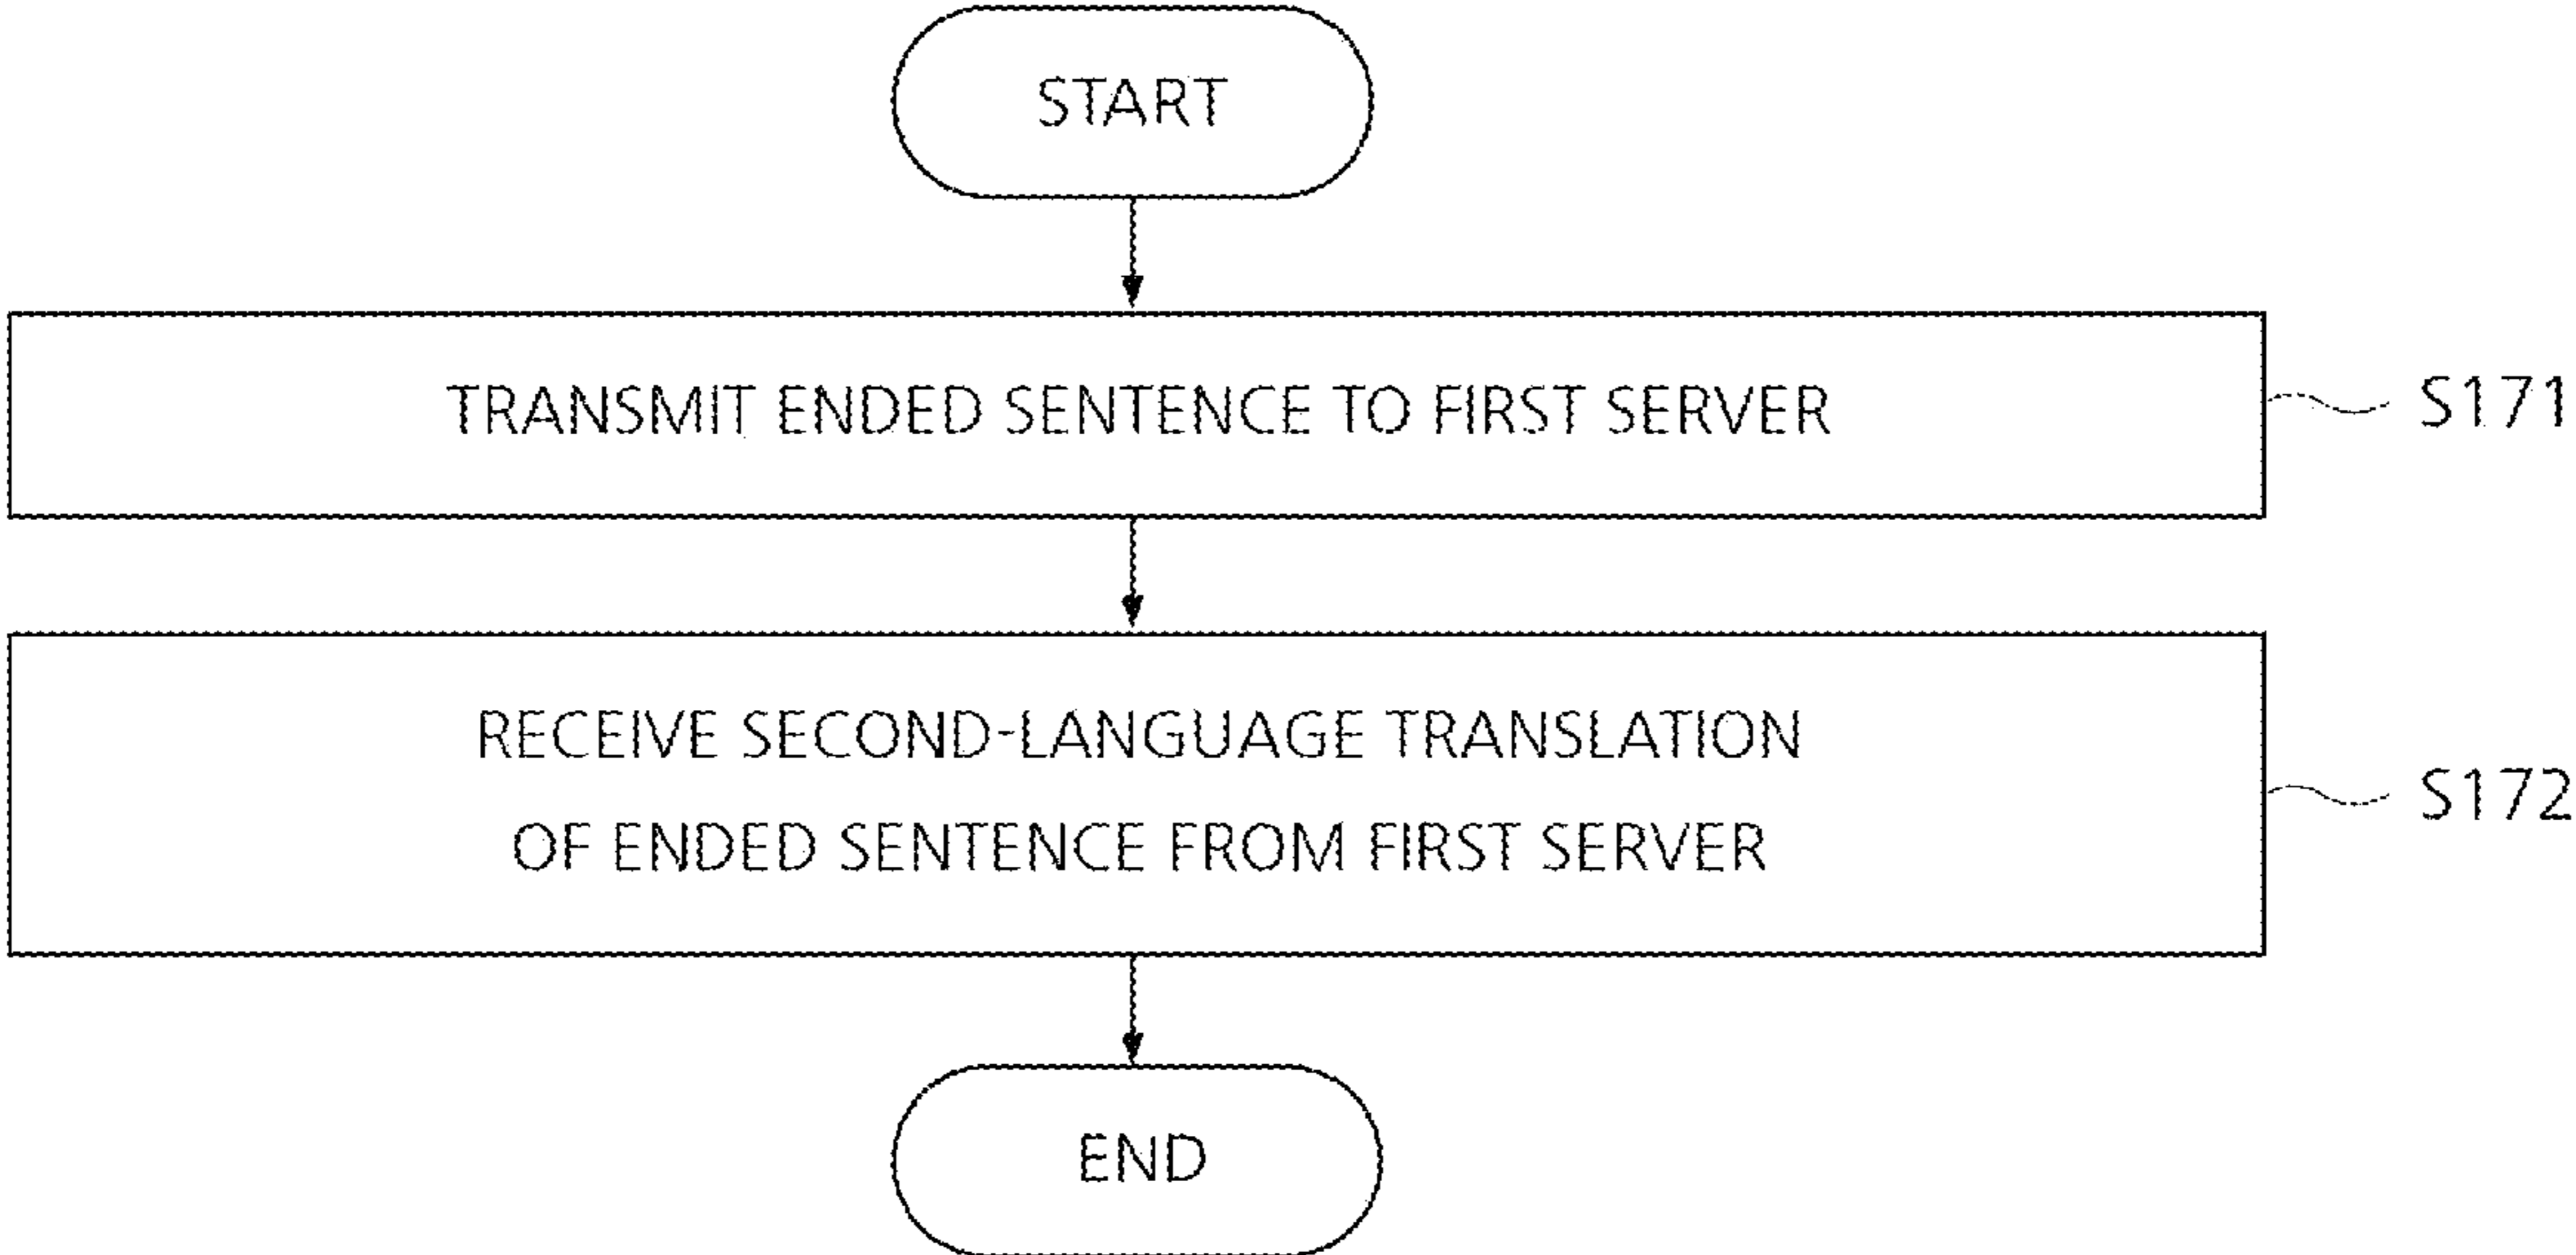 START
TRANSMIT ENDED SENTENCE TO FIRST SERVER
S171
RECEIVE SECOND-LANGUAGE TRANSLATION
OF ENDED SENTENCE FROM FIRST SERVER
S172
END